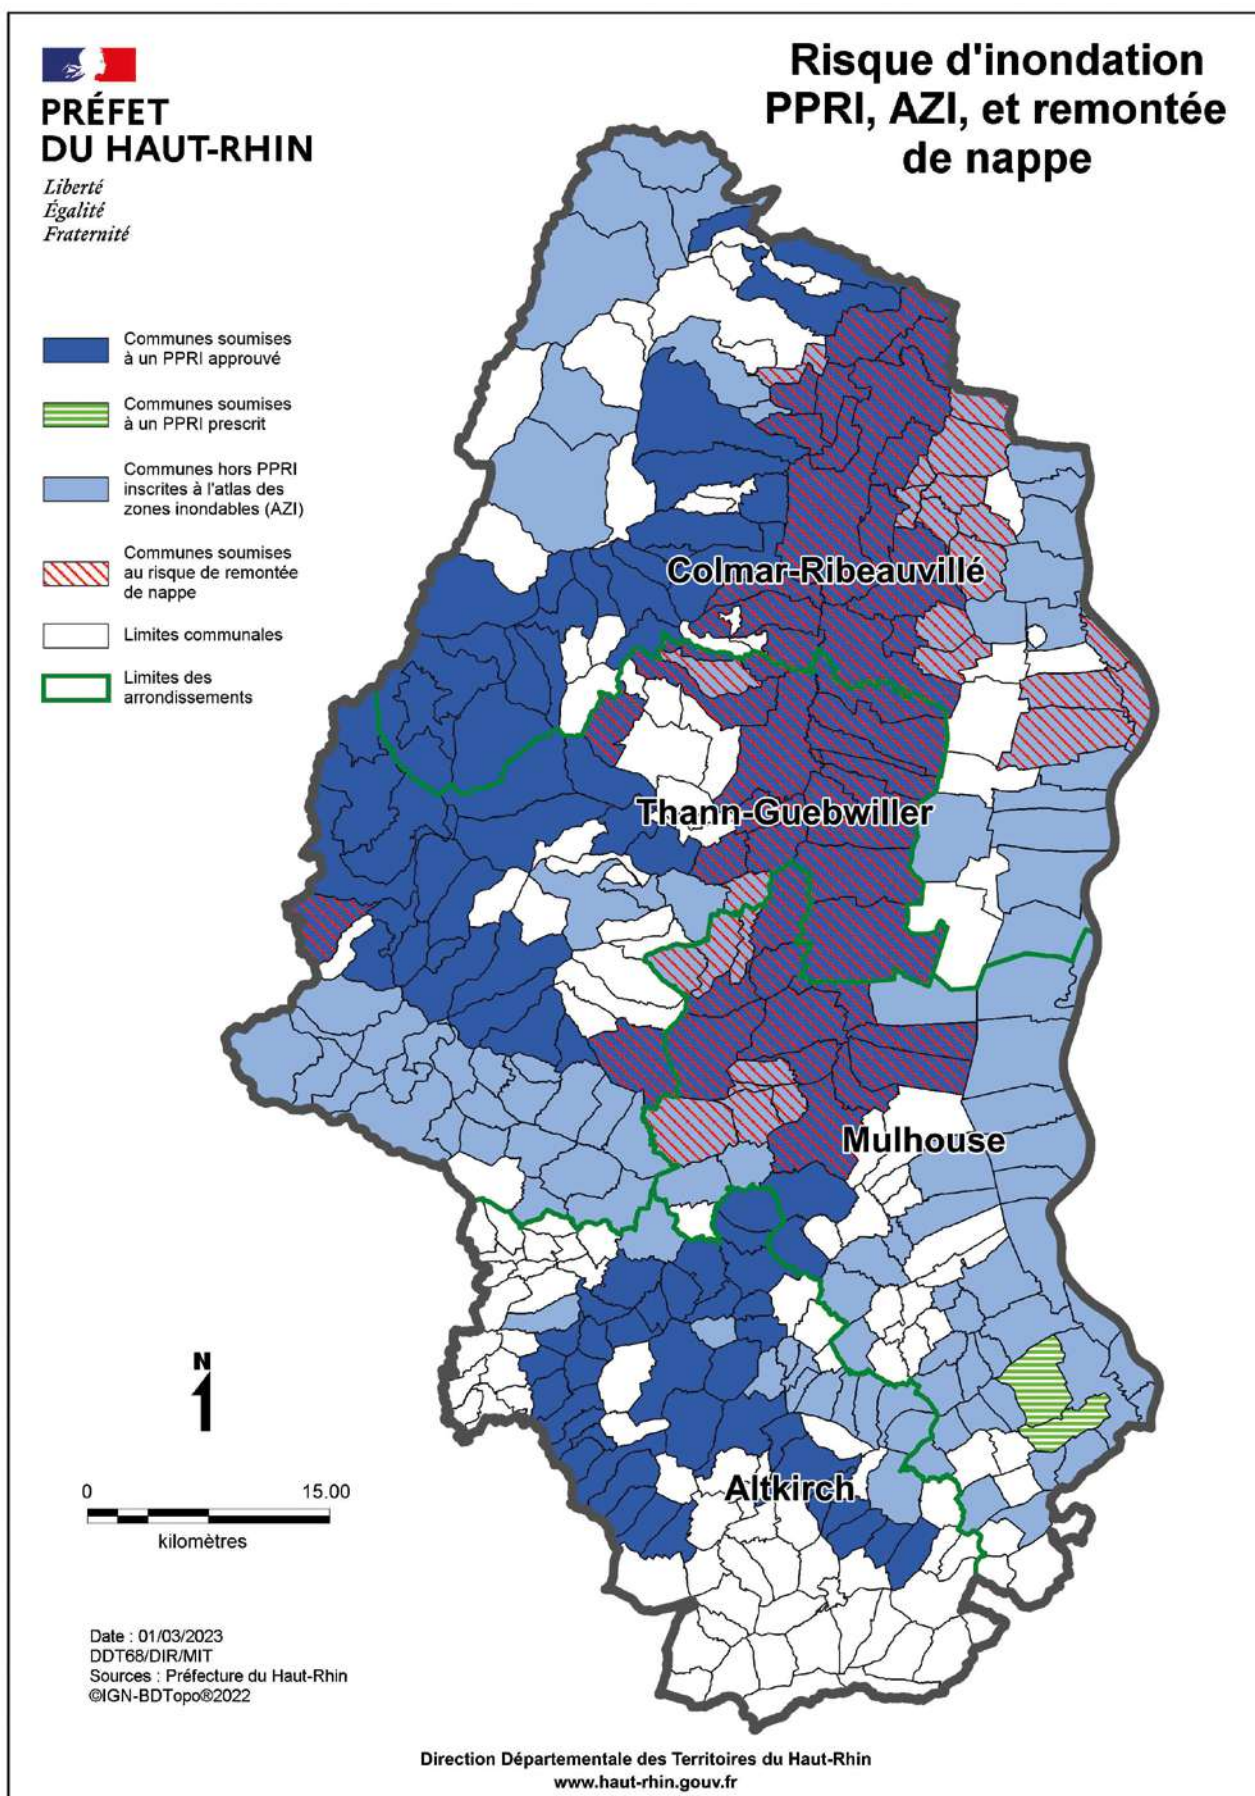 PRÉFET
DU HAUT-RHIN
Liberté
Égalité
Fraternité
Risque d'inondation
PPRI, AZI, et remontée
de nappe
Communes soumises
à un PPRI approuvé
Communes soumises
à un PPRI prescrit
Communes hors PPRI
inscrites à l'atlas des
zones inondables (AZI)
Communes soumises
au risque de remontée
de nappe
Limites communales
Limites des
arrondissements
Colmar-Ribeauvillé
Thann-Guebwiller
Mulhouse
Altkirch
N
0 15.00
kilomètres
Date : 01/03/2023
DDT68/DIR/MIT
Sources : Préfecture du Haut-Rhin
©IGN-BDTopo®2022
Direction Départementale des Territoires du Haut-Rhin
www.haut-rhin.gouv.fr